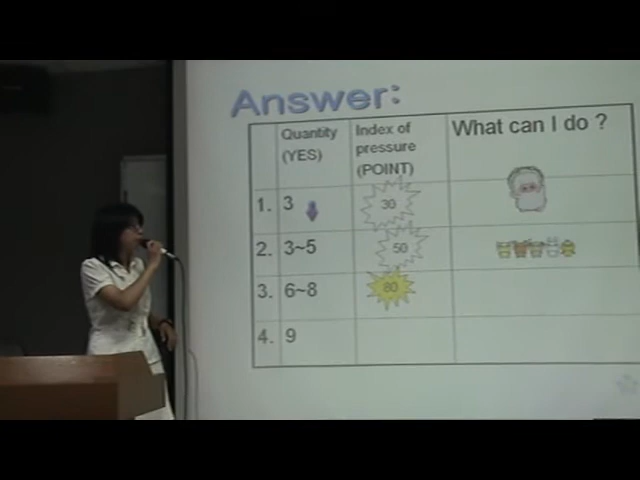 Answer:
Quantity (YES)
Index of pressure (POINT)
What can I do ?
1. 3 30
2. 3~5 50
3. 6~8 80
4. 9